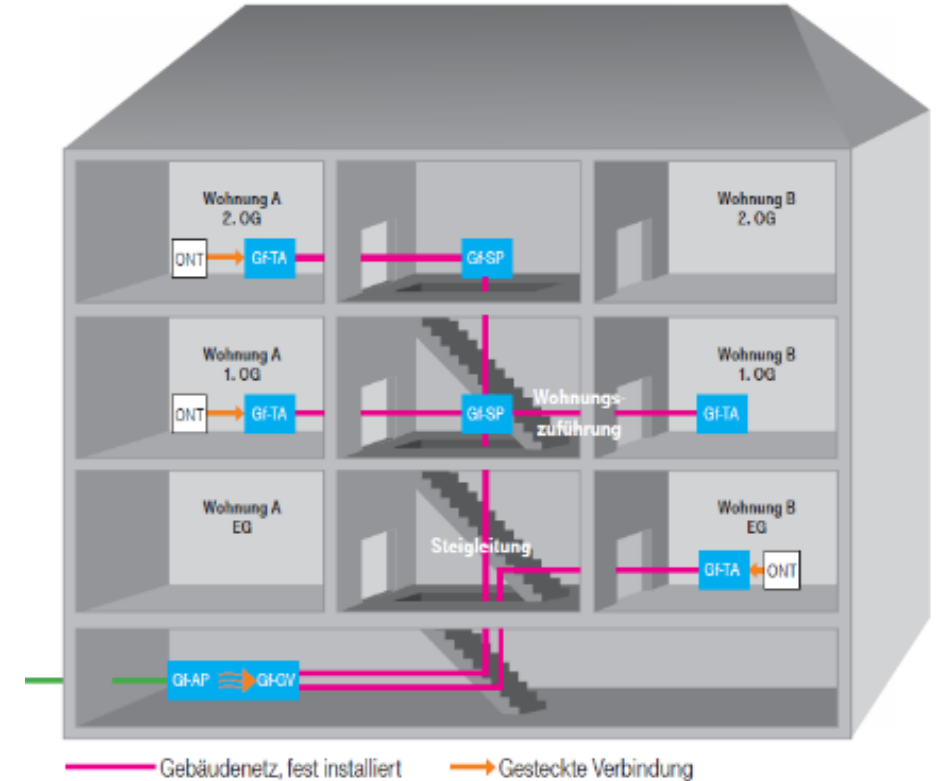 Wohnung A
2. OG
Wohnung B
2. OG
ONT
Gf-TA
Gf-SP
Wohnung A
1. OG
Wohnung B
1. OG
ONT
Gf-TA
Gf-SP
Wohnungs-
zuführung
Gf-TA
Wohnung A
EG
Wohnung B
EG
Steigleitung
Gf-TA
ONT
Gf-AP
Gf-GV
Gebäudenetz, fest installiert
Gesteckte Verbindung